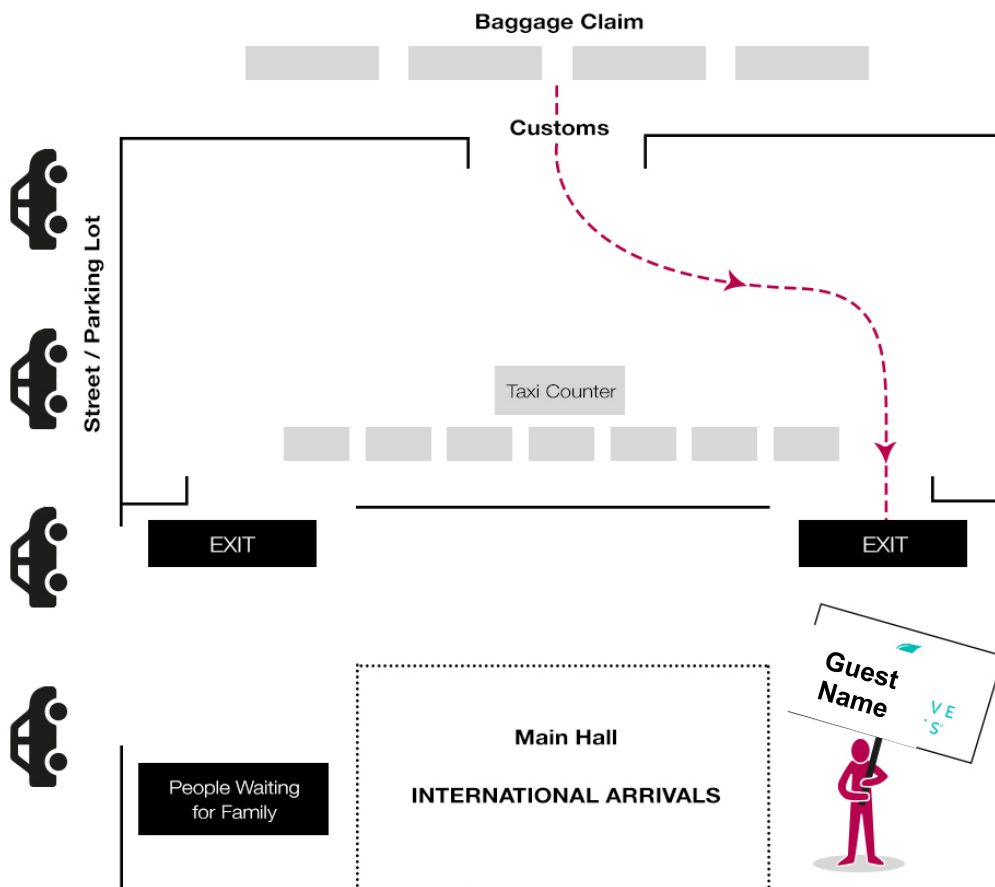 Baggage Claim
Customs
Street / Parking Lot
Taxi Counter
EXIT
EXIT
Guest
Name
V E
S
Main Hall
INTERNATIONAL ARRIVALS
People Waiting
for Family